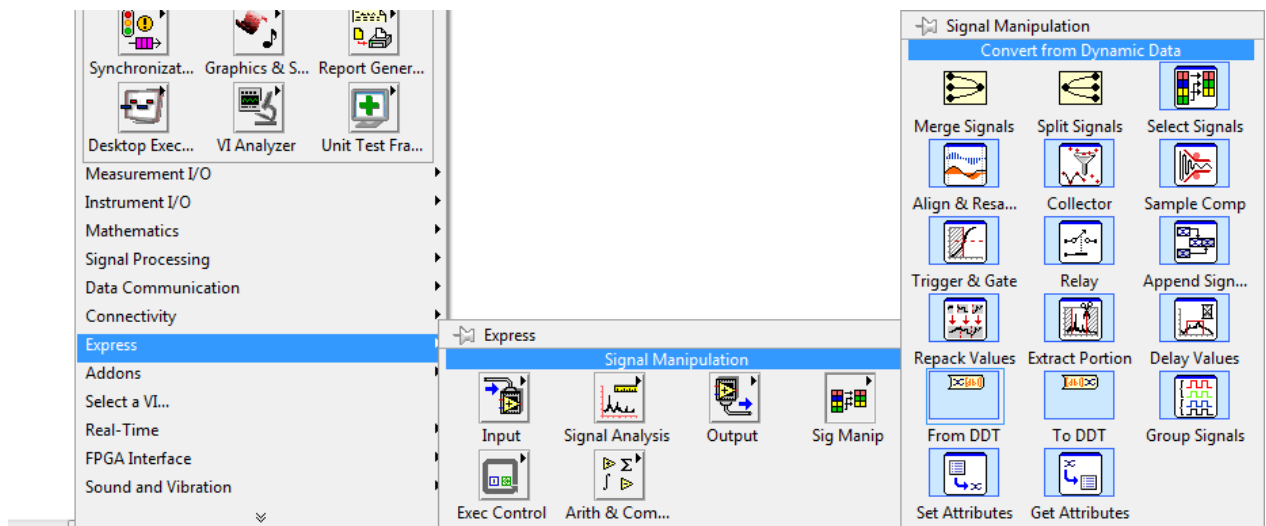 Synchronizat... Graphics & S... Report Gener...
Desktop Exec... VI Analyzer Unit Test Fra...
Measurement I/O
Instrument I/O
Mathematics
Signal Processing
Data Communication
Connectivity
Express
Addons
Select a VI...
Real-Time
FPGA Interface
Sound and Vibration
Express
Signal Manipulation
Input Signal Analysis Output Sig Manip
Exec Control Arith & Com...
Signal Manipulation
Convert from Dynamic Data
Merge Signals Split Signals Select Signals
Align & Resa... Collector Sample Comp
Trigger & Gate Relay Append Sign...
Repack Values Extract Portion Delay Values
From DDT To DDT Group Signals
Set Attributes Get Attributes